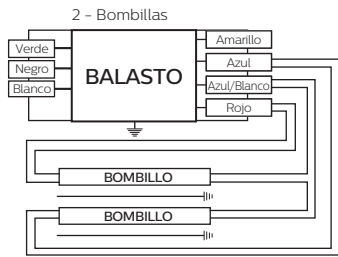 2 - Bombillas
Verde
Negro
Blanco
BALASTO
Amarillo
Azul
Azul/Blanco
Rojo
BOMBILLO
BOMBILLO